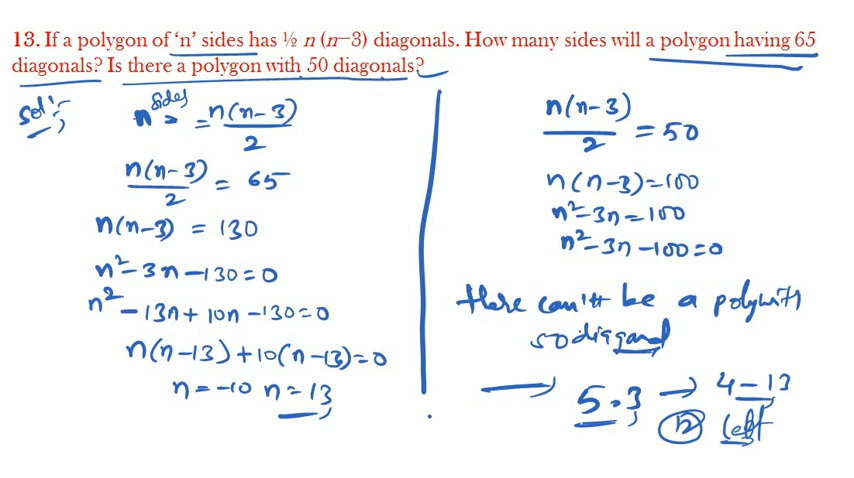 13. If a polygon of ‘n’ sides has ½ n (n−3) diagonals. How many sides will a polygon having 65
diagonals? Is there a polygon with 50 diagonals?
Sol:-
n sides = n(n-3)/2
n(n-3)/2 = 65
n(n-3) = 130
n²-3n-130=0
n²-13n+10n-130=0
n(n-13)+10(n-13)=0
n=-10 n=13
n(n-3)/2 = 50
n(n-3)=100
n²-3n=100
n²-3n-100=0
there can't be a
50
5.3 → 4-13
12 left